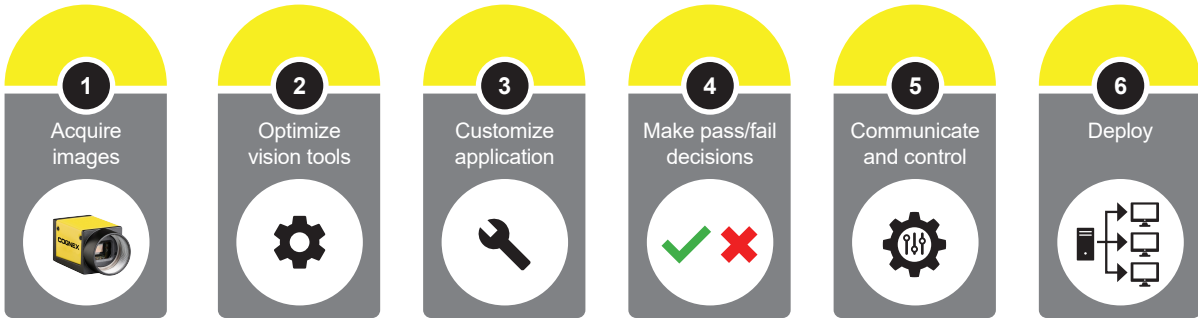 1
Acquire
images
COGNEX
2
Optimize
vision tools
3
Customize
application
4
Make pass/fail
decisions
5
Communicate
and control
6
Deploy